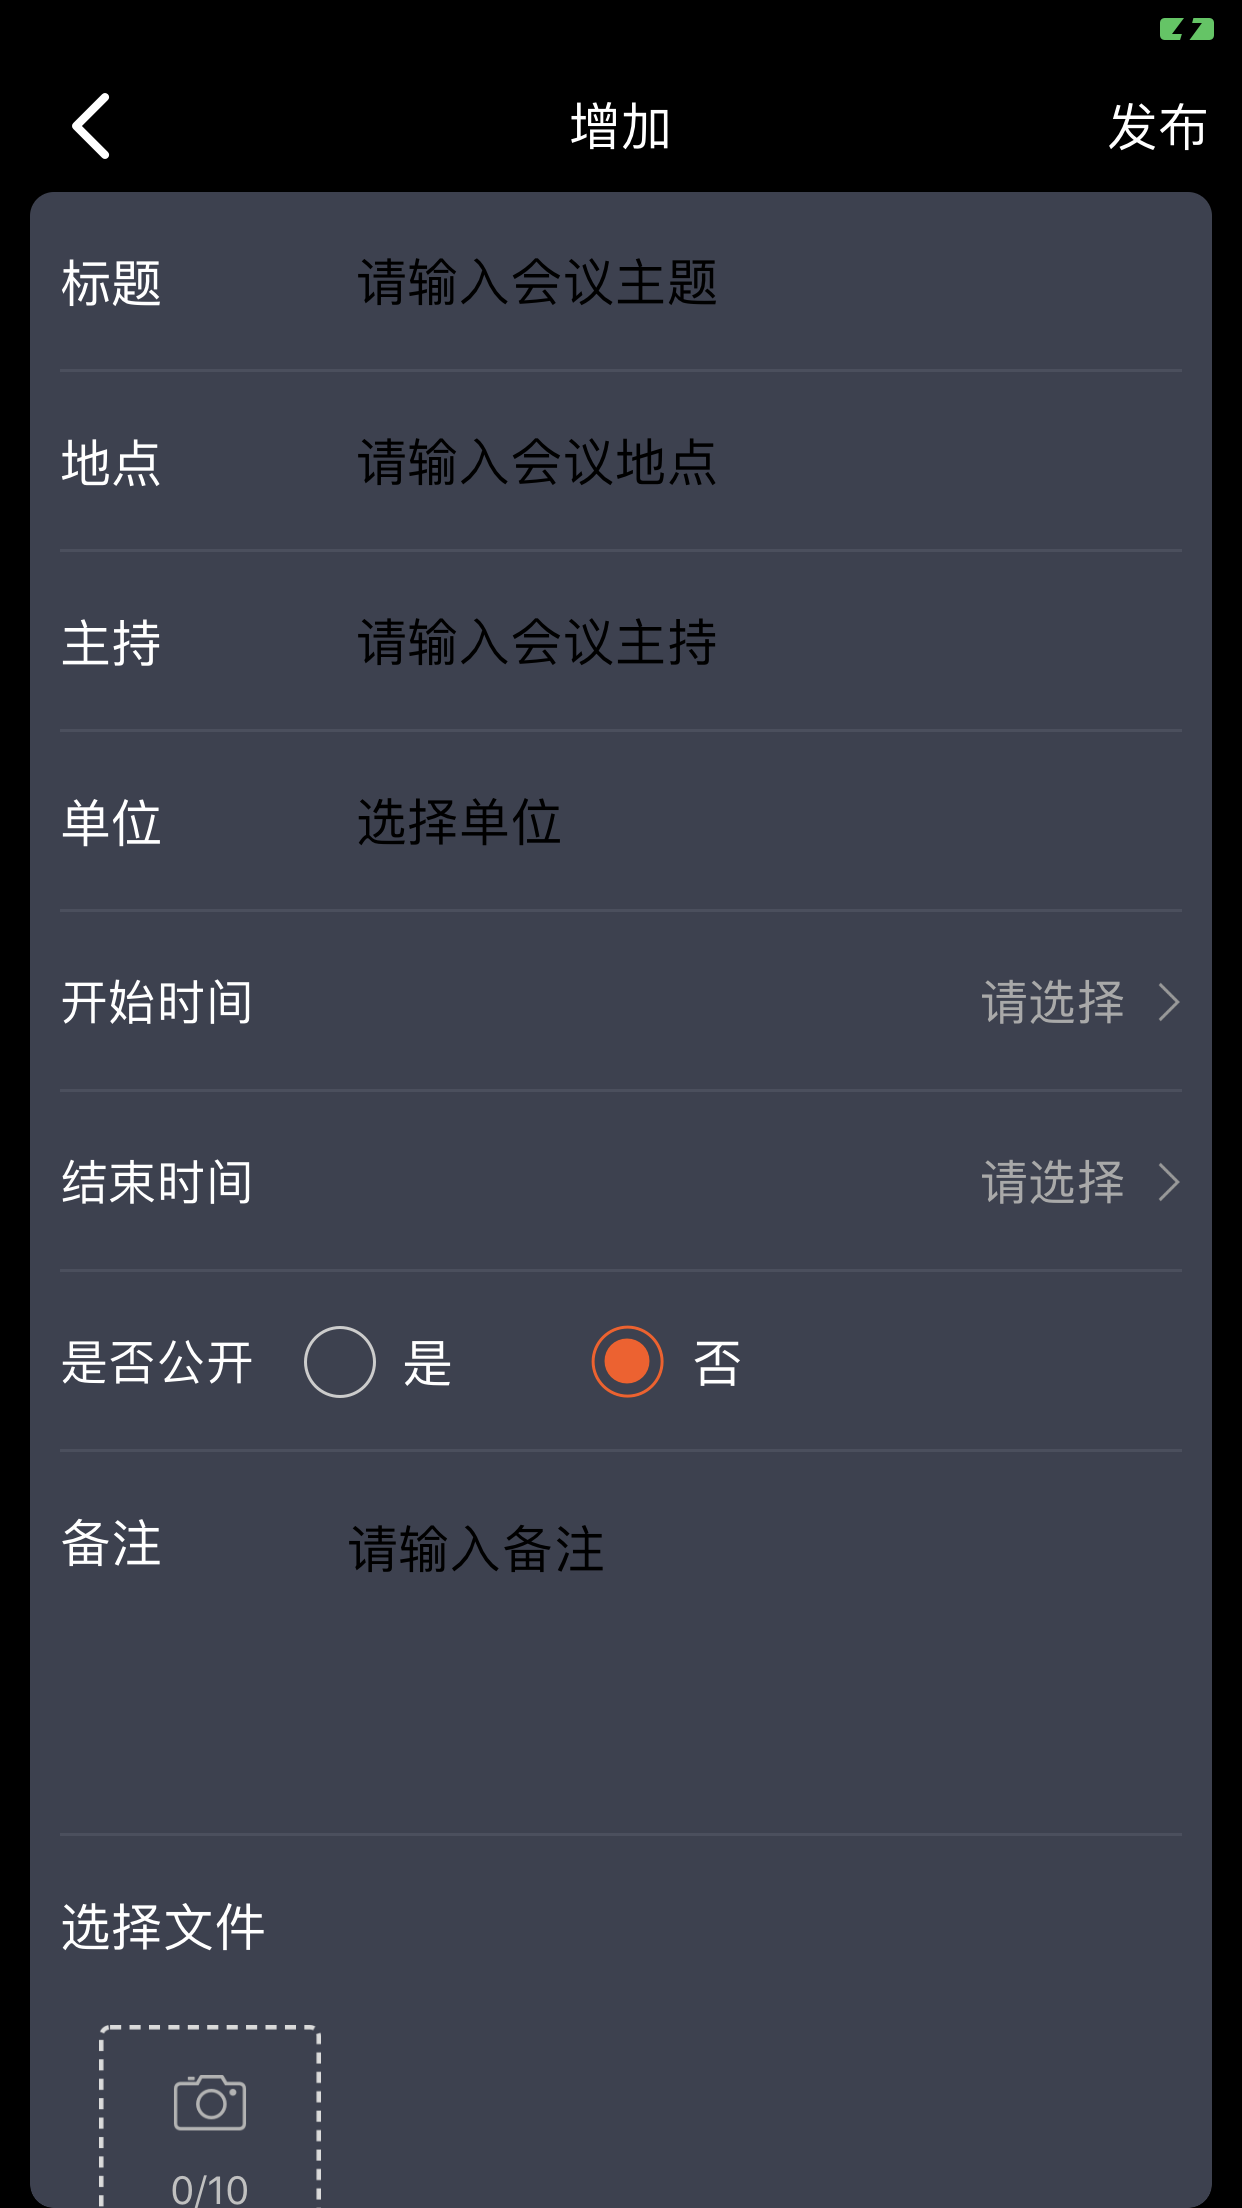 增加
发布
标题 请输入会议主题
地点 请输入会议地点
主持 请输入会议主持
单位 选择单位
开始时间 请选择
结束时间 请选择
是否公开 是 否
备注 请输入备注
选择文件
0/10